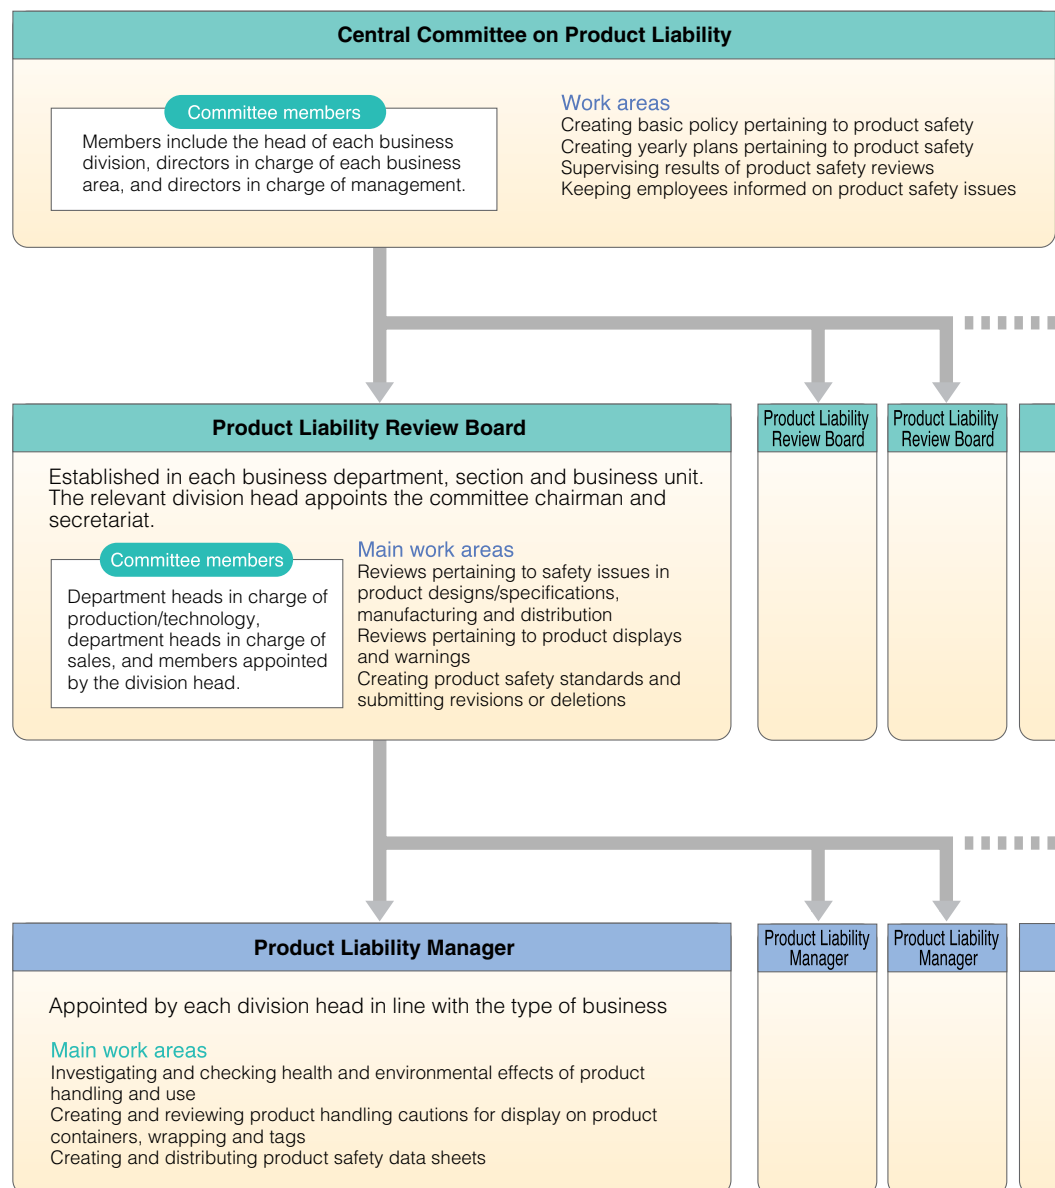 Central Committee on Product Liability
Committee members
Members include the head of each business
division, directors in charge of each business
area, and directors in charge of management.
Work areas
Creating basic policy pertaining to product safety
Creating yearly plans pertaining to product safety
Supervising results of product safety reviews
Keeping employees informed on product safety issues
Product Liability Review Board
Established in each business department, section and business unit.
The relevant division head appoints the committee chairman and
secretariat.
Committee members
Department heads in charge of
production/technology,
department heads in charge of
sales, and members appointed
by the division head.
Main work areas
Reviews pertaining to safety issues in
product designs/specifications,
manufacturing and distribution
Reviews pertaining to product displays
and warnings
Creating product safety standards and
submitting revisions or deletions
Product Liability
Review Board
Product Liability
Review Board
Product Liability Manager
Appointed by each division head in line with the type of business
Main work areas
Investigating and checking health and environmental effects of product
handling and use
Creating and reviewing product handling cautions for display on product
containers, wrapping and tags
Creating and distributing product safety data sheets
Product Liability
Manager
Product Liability
Manager